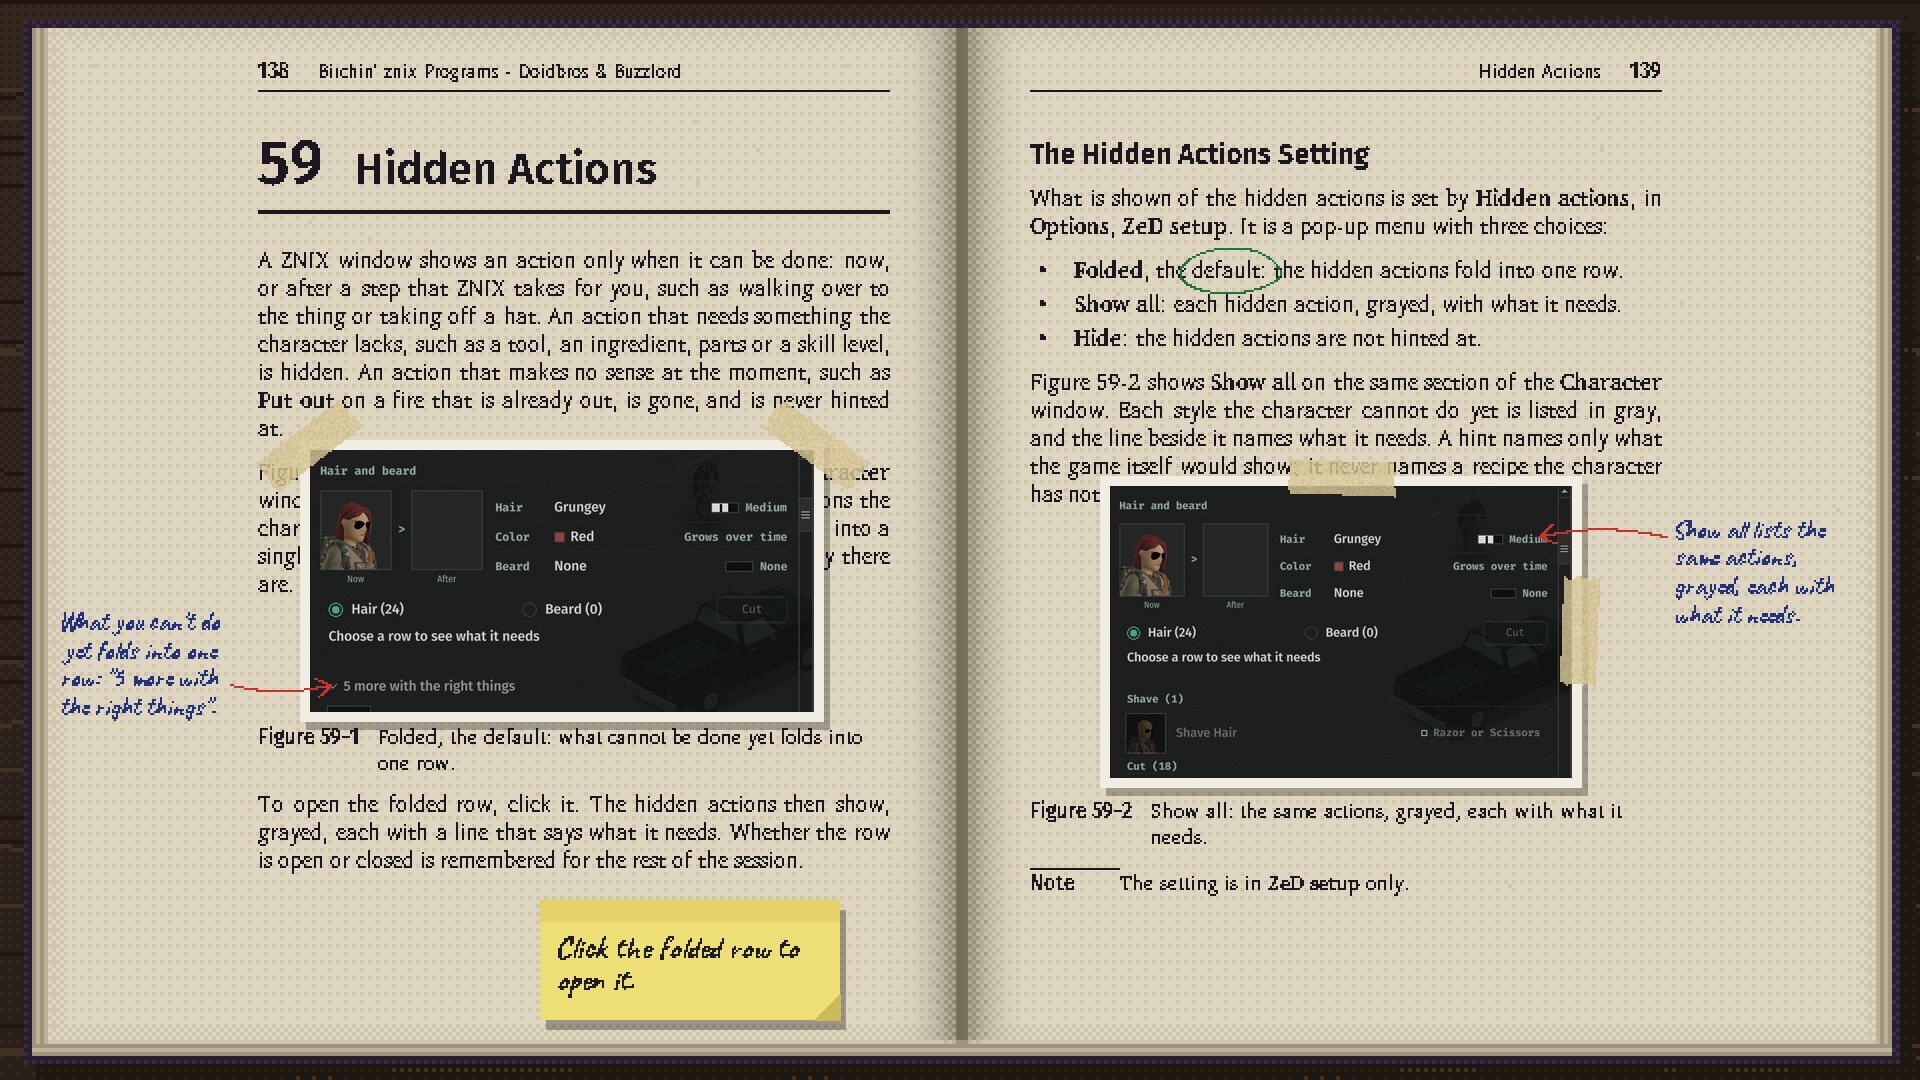 138 Birchin' znix Programs - Doidbros & Buzzlord
59 Hidden Actions
A ZNIX window shows an action only when it can be done: now,
or after a step that ZNIX takes for you, such as walking over to
the thing or taking off a hat. An action that needs something the
character lacks, such as a tool, an ingredient, parts or a skill level,
is hidden. An action that makes no sense at the moment, such as
Put out on a fire that is already out, is gone, and is never hinted
at.
are.
Hair and beard
Now
>
After
Hair Grungey Medium
Color Red Grows over time
Beard None None
Hair (24) Beard (0) Cut
Choose a row to see what it needs
5 more with the right things
What you can't do
yet folds into one
row: "5 more with
the right things".
Figure 59-1 Folded, the default: what cannot be done yet folds into
one row.
To open the folded row, click it. The hidden actions then show,
grayed, each with a line that says what it needs. Whether the row
is open or closed is remembered for the rest of the session.
Click the folded row to
open it
Hidden Actions 139
The Hidden Actions Setting
What is shown of the hidden actions is set by Hidden actions, in
Options, ZeD setup. It is a pop-up menu with three choices:
• Folded, the default: the hidden actions fold into one row.
• Show all: each hidden action, grayed, with what it needs.
• Hide: the hidden actions are not hinted at.
Figure 59-2 shows Show all on the same section of the Character
window. Each style the character cannot do yet is listed in gray,
and the line beside it names what it needs. A hint names only what
the game itself would show; it never names a recipe the character
has not
Hair and beard
Now
>
After
Hair Grungey Medium
Color Red Grows over time
Beard None None
Hair (24) Beard (0) Cut
Choose a row to see what it needs
Shave (1)
Shave Hair Razor or Scissors
Cut (18)
Show all lists the
same actions,
grayed, each with
what it needs.
Figure 59-2 Show all: the same actions, grayed, each with what it
needs.
Note The setting is in ZeD setup only.